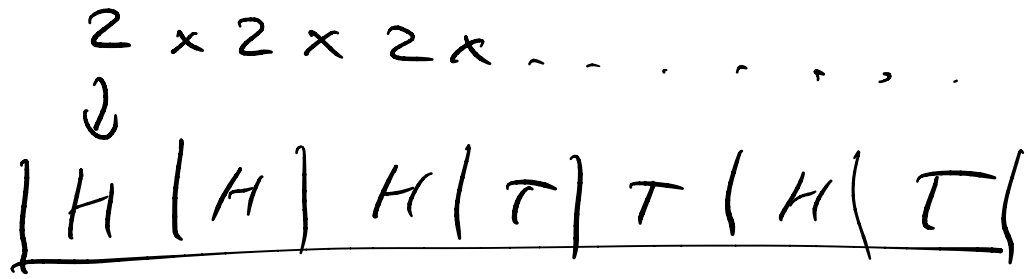 2 x 2 x 2 x . . . . . . .
↓
| H | H | H | T | T | H | T |